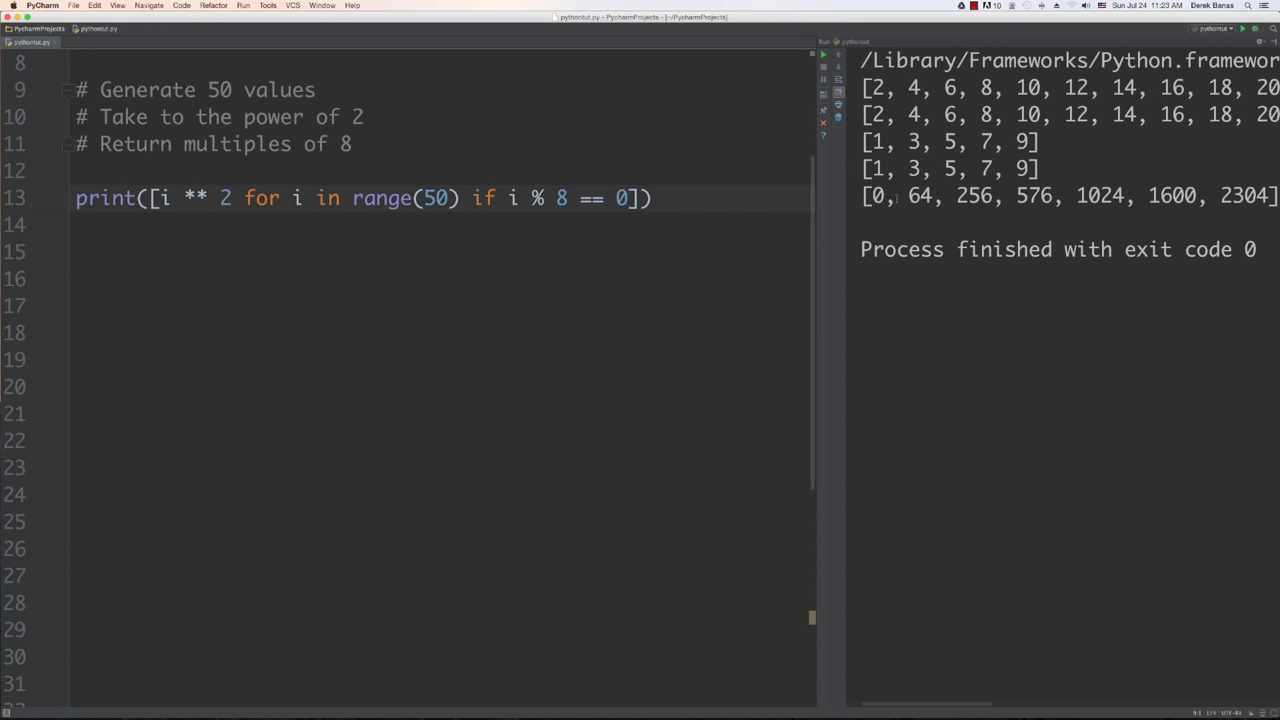 PyCharm File Edit View Navigate Code Refactor Run Tools VCS Window Help 10 Sun Jul 24 11:23 AM Derek Banas
pythontut.py - PycharmProjects - [~/PycharmProjects]
PycharmProjects pythontut.py pythontut
pythontut.py Run: pythontut
8
9 # Generate 50 values
10 # Take to the power of 2
11 # Return multiples of 8
12
13 print([i ** 2 for i in range(50) if i % 8 == 0])
14
15
16
17
18
19
20
21
22
23
24
25
26
27
28
29
30
31
/Library/Frameworks/Python.framewor
[2, 4, 6, 8, 10, 12, 14, 16, 18, 20
[2, 4, 6, 8, 10, 12, 14, 16, 18, 20
[1, 3, 5, 7, 9]
[1, 3, 5, 7, 9]
[0, 64, 256, 576, 1024, 1600, 2304]
Process finished with exit code 0
9:1 LF UTF-8